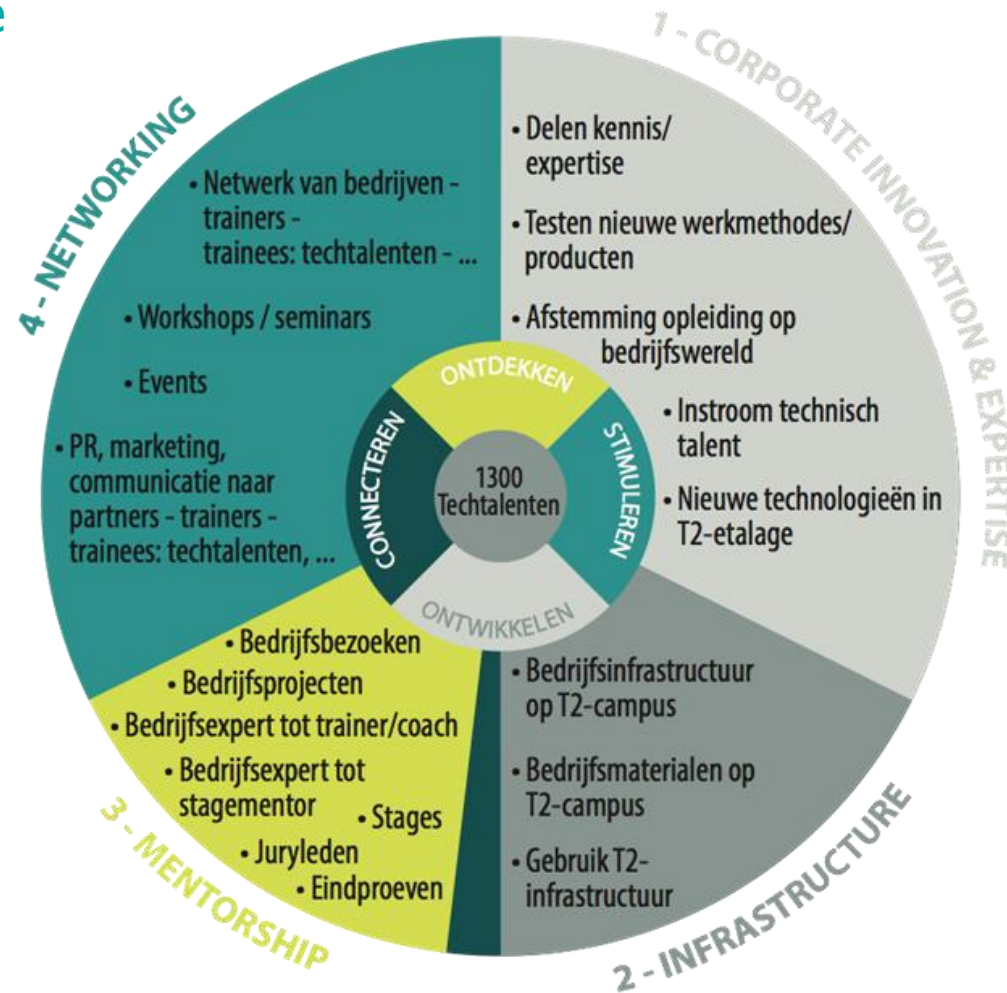 e
1 - CORPORATE INNOVATION & EXPERTISE
• Delen kennis/
expertise
• Testen nieuwe werkmethodes/
producten
• Afstemming opleiding op
bedrijfswereld
• Instroom technisch
talent
• Nieuwe technologieën in
T2-etalage
2 - INFRASTRUCTURE
• Bedrijfsinfrastructuur
op T2-campus
• Bedrijfsmaterialen op
T2-campus
• Gebruik T2-
infrastructuur
3 - MENTORSHIP
• Bedrijfsbezoeken
• Bedrijfsprojecten
• Bedrijfsexpert tot trainer/coach
• Bedrijfsexpert tot
stagementor
• Stages
• Juryleden
• Eindproeven
4 - NETWORKING
• Netwerk van bedrijven -
trainers -
trainees: techtalenten - ...
• Workshops / seminars
• Events
• PR, marketing,
communicatie naar
partners - trainers -
trainees: techtalenten, ...
ONTDEKKEN
STIMULEREN
ONTWIKKELEN
CONNECTEREN
1300
Techtalenten